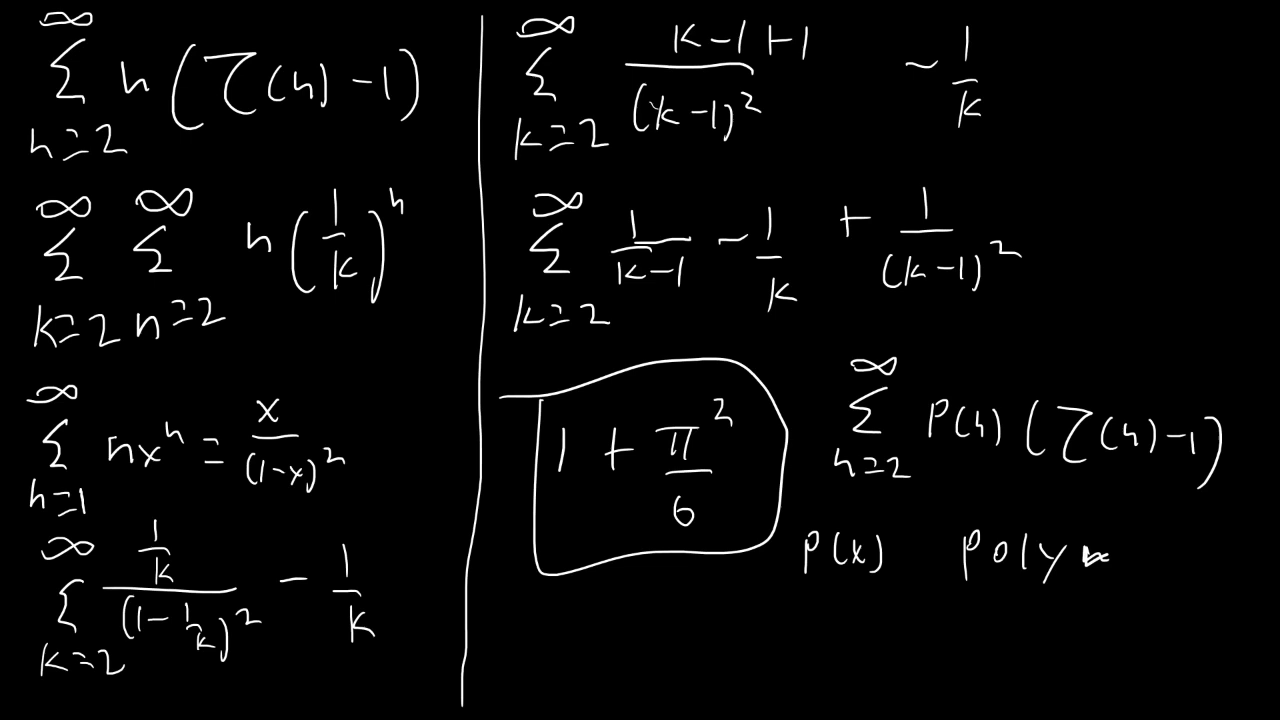 ∞∑n=2 n(ζ(n)-1)
∞∑k=2 ∞∑n=2 n(1/k)^n
∞∑n=1 nx^n = x/(1-x)^2
∞∑k=2 (1/k)/(1-1/k)^2 - 1/k
∞∑k=2 (k-1+1)/(k-1)^2 - 1/k
∞∑k=2 1/(k-1) - 1/k + 1/(k-1)^2
1 + π^2/6
∞∑n=2 P(n)(ζ(n)-1)
P(x) poly